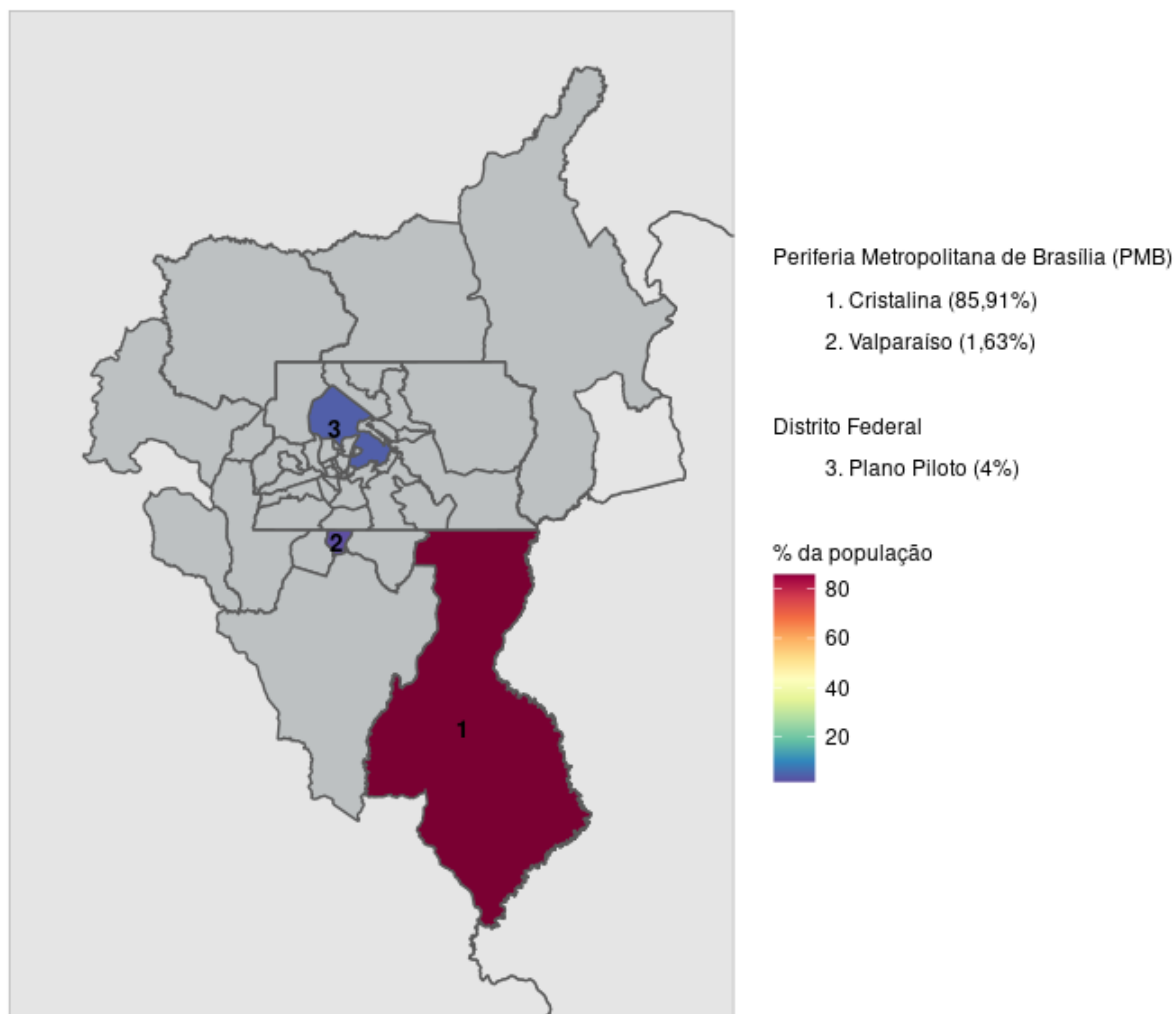 3
2
1
Periferia Metropolitana de Brasília (PMB)
1. Cristalina (85,91%)
2. Valparaíso (1,63%)
Distrito Federal
3. Plano Piloto (4%)
% da população
80
60
40
20